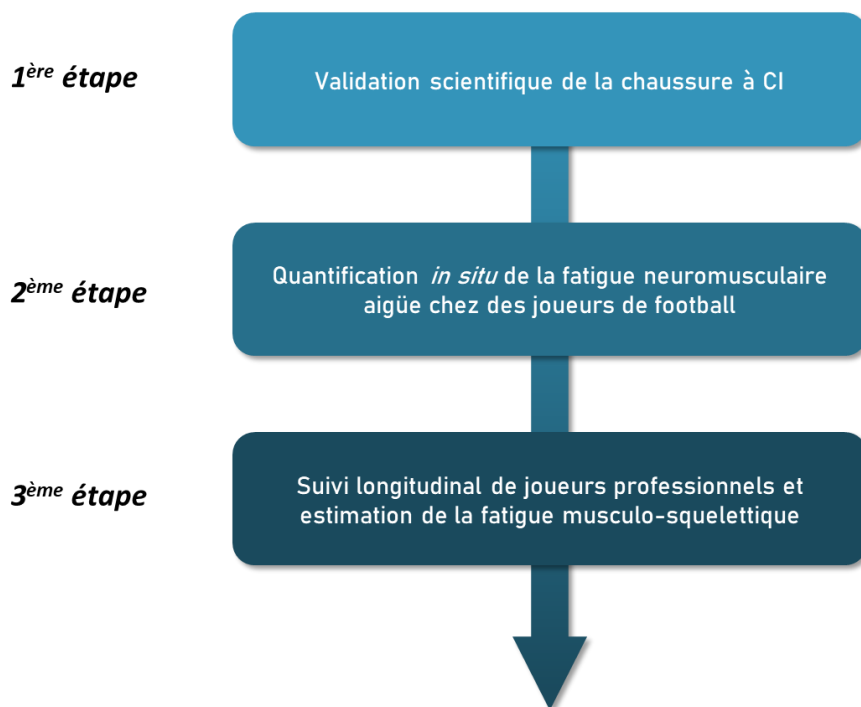 1ère étape
Validation scientifique de la chaussure à CI
2ème étape
Quantification in situ de la fatigue neuromusculaire
aigüe chez des joueurs de football
3ème étape
Suivi longitudinal de joueurs professionnels et
estimation de la fatigue musculo-squelettique